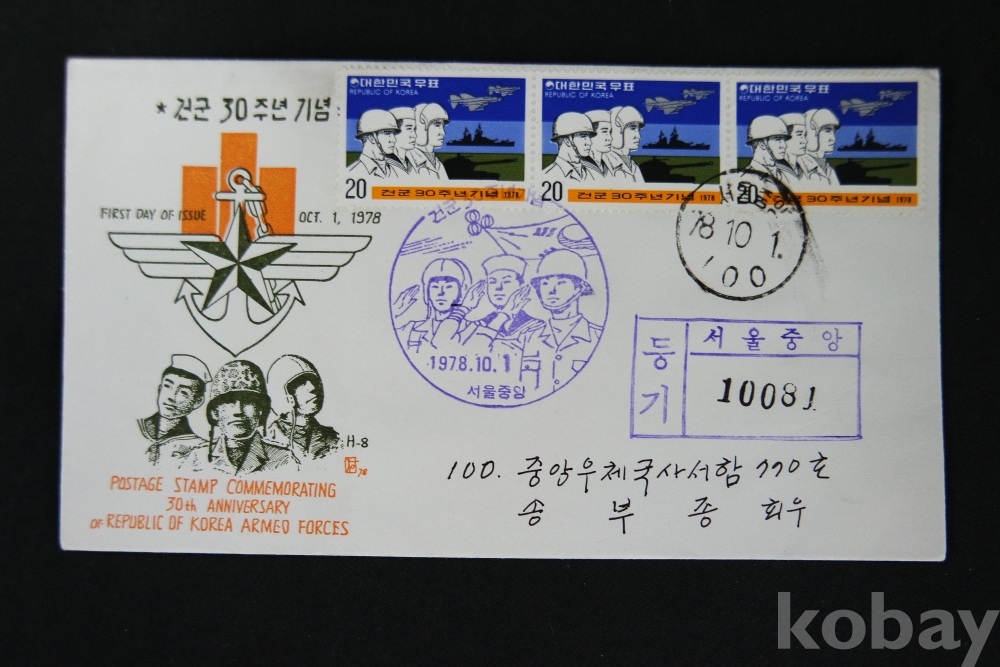 ★ 건군 30주년 기념
FIRST DAY OF ISSUE OCT. 1, 1978
H-8
78
POSTAGE STAMP COMMEMORATING
30th ANNIVERSARY
OF REPUBLIC OF KOREA ARMED FORCES
대한민국우표
REPUBLIC OF KOREA
20 건군 30주년 기념 1978
대한민국우표
REPUBLIC OF KOREA
20 건군 30주년 기념 1978
대한민국우표
REPUBLIC OF KOREA
20 건군 30주년 기념 1978
건군
1978.10.1
서울중앙
78.10.1.
100
등기
서울중앙
10081
100. 중앙우체국사서함 770호
송 부 종 회우
kobay